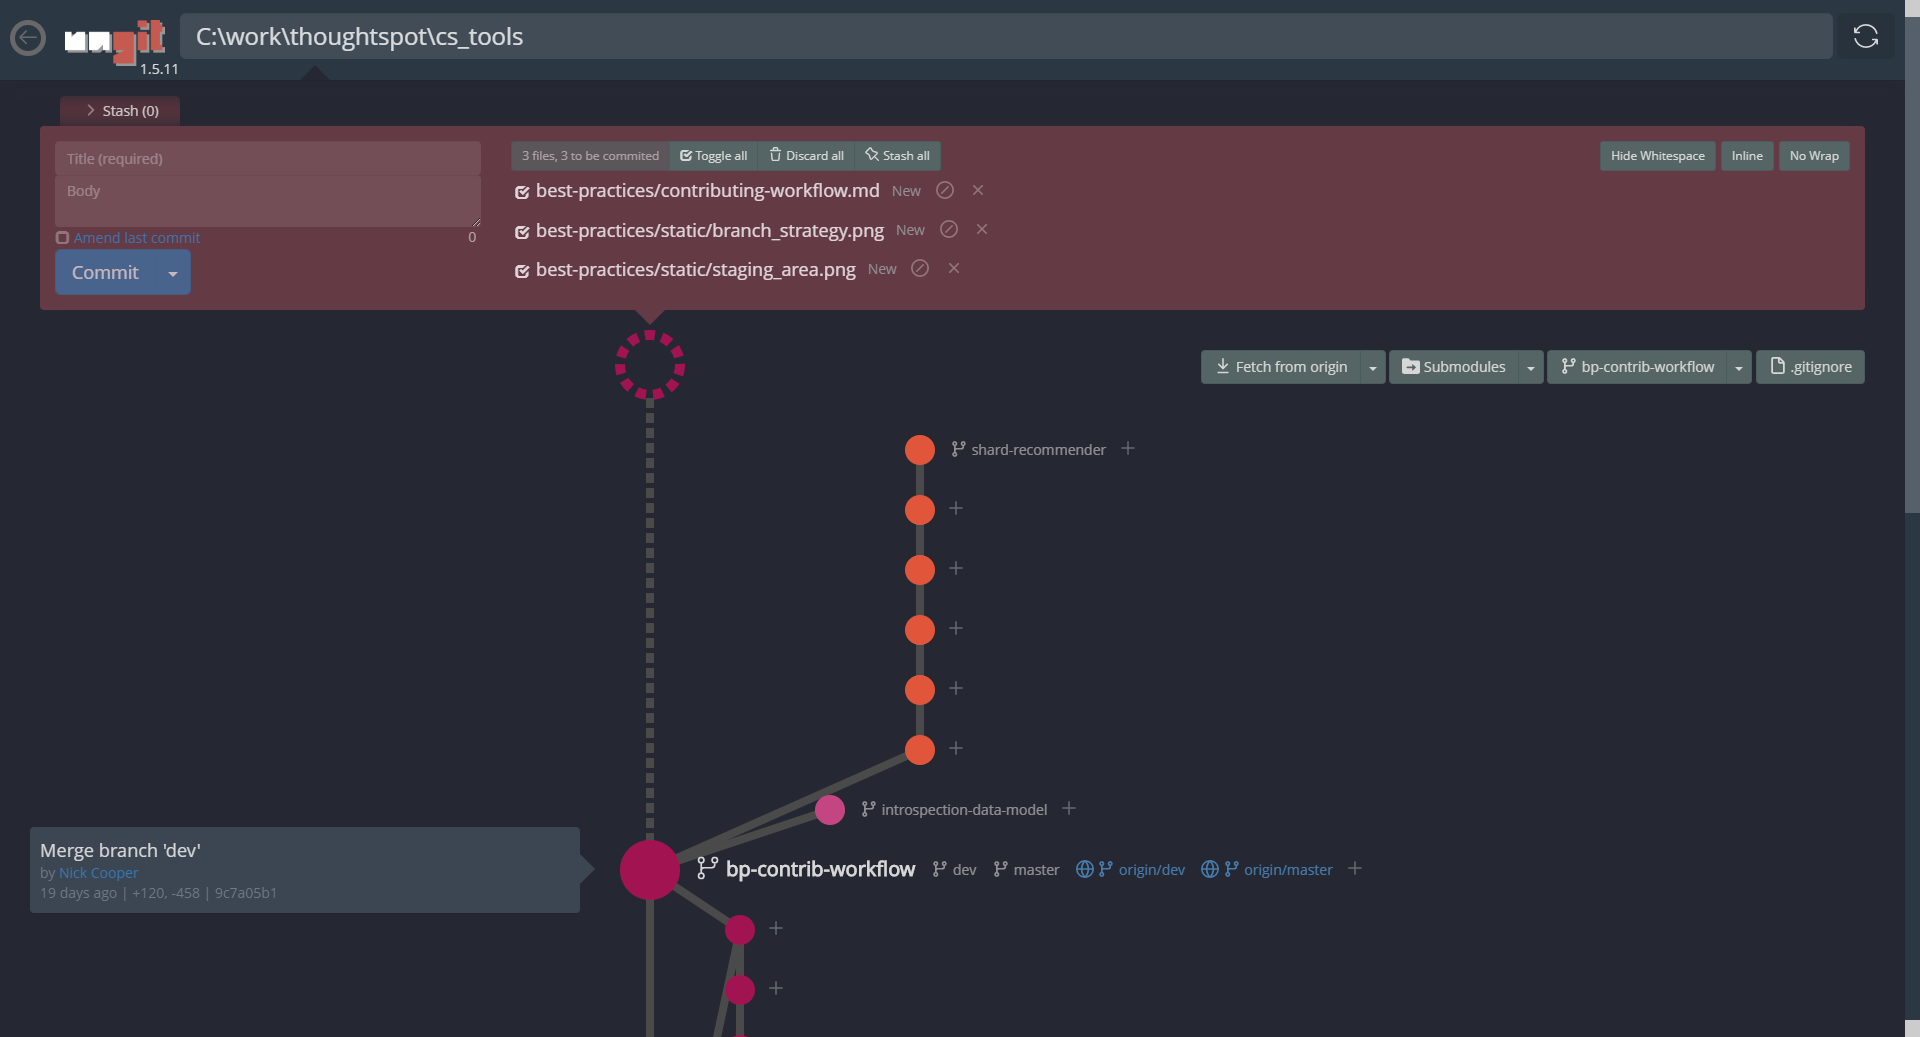 ungit
1.5.11
C:\work\thoughtspot\cs_tools
Stash (0)
Title (required)
Body
Amend last commit
0
Commit
3 files, 3 to be commited
Toggle all
Discard all
Stash all
Hide Whitespace
Inline
No Wrap
best-practices/contributing-workflow.md New
best-practices/static/branch_strategy.png New
best-practices/static/staging_area.png New
Fetch from origin
Submodules
bp-contrib-workflow
.gitignore
shard-recommender
introspection-data-model
Merge branch 'dev'
by Nick Cooper
19 days ago | +120, -458 | 9c7a05b1
bp-contrib-workflow dev master origin/dev origin/master